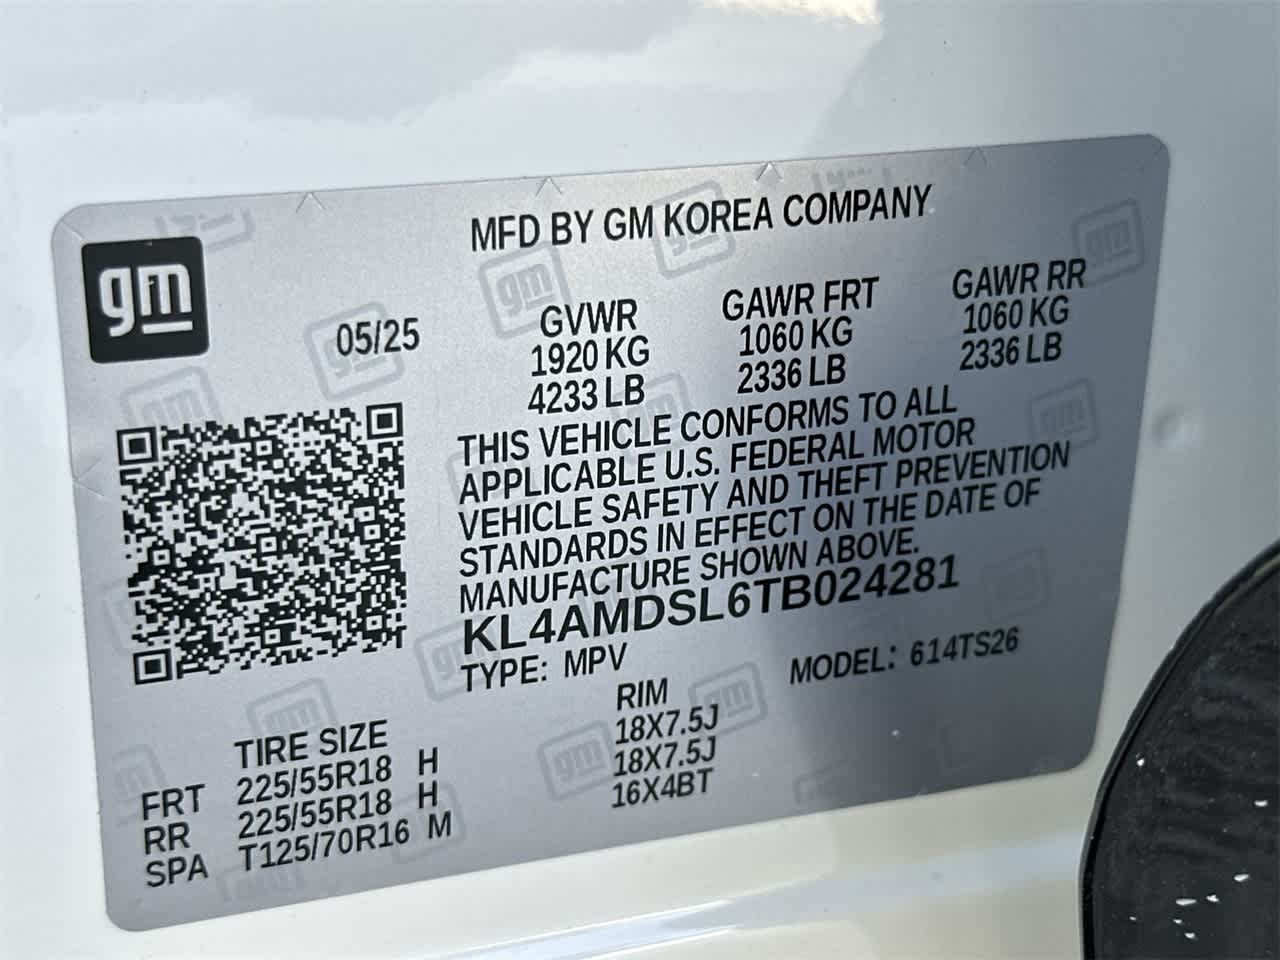 gm
MFD BY GM KOREA COMPANY
05/25
GVWR GAWR FRT GAWR RR
1920 KG 1060 KG 1060 KG
4233 LB 2336 LB 2336 LB
THIS VEHICLE CONFORMS TO ALL
APPLICABLE U.S. FEDERAL MOTOR
VEHICLE SAFETY AND THEFT PREVENTION
STANDARDS IN EFFECT ON THE DATE OF
MANUFACTURE SHOWN ABOVE.
KL4AMDSL6TB024281
TYPE: MPV MODEL: 614TS26
TIRE SIZE RIM
FRT 225/55R18 H 18X7.5J
RR 225/55R18 H 18X7.5J
SPA T125/70R16 M 16X4BT